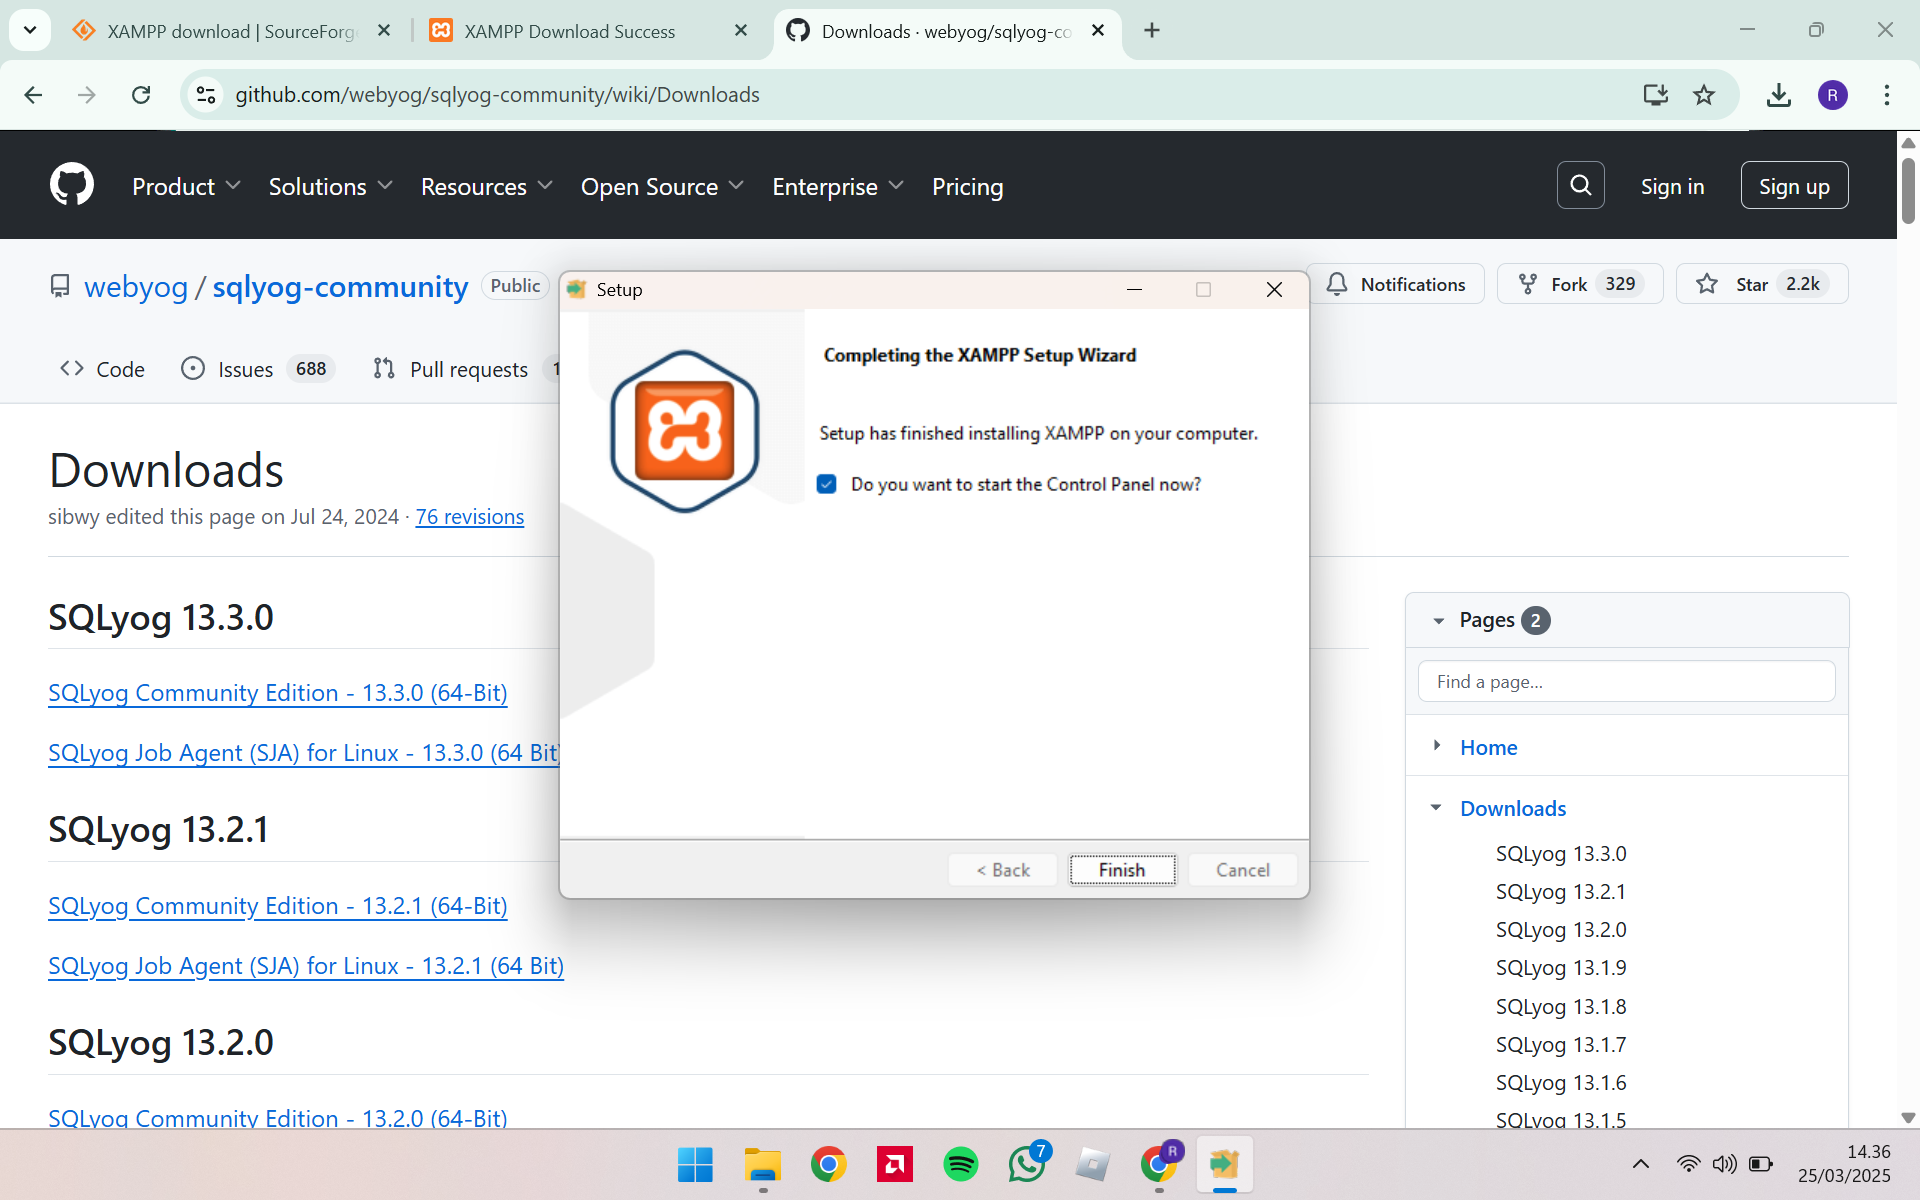 XAMPP download | SourceForge
XAMPP Download Success
Downloads · webyog/sqlyog-co
github.com/webyog/sqlyog-community/wiki/Downloads
R
Product
Solutions
Resources
Open Source
Enterprise
Pricing
Sign in
Sign up
webyog / sqlyog-community
Public
Notifications
Fork 329
Star 2.2k
Code
Issues 688
Pull requests 1
Downloads
sibwy edited this page on Jul 24, 2024 · 76 revisions
SQLyog 13.3.0
SQLyog Community Edition - 13.3.0 (64-Bit)
SQLyog Job Agent (SJA) for Linux - 13.3.0 (64 Bit)
SQLyog 13.2.1
SQLyog Community Edition - 13.2.1 (64-Bit)
SQLyog Job Agent (SJA) for Linux - 13.2.1 (64 Bit)
SQLyog 13.2.0
SQLyog Community Edition - 13.2.0 (64-Bit)
Setup
Completing the XAMPP Setup Wizard
Setup has finished installing XAMPP on your computer.
Do you want to start the Control Panel now?
< Back
Finish
Cancel
Pages 2
Find a page...
Home
Downloads
SQLyog 13.3.0
SQLyog 13.2.1
SQLyog 13.2.0
SQLyog 13.1.9
SQLyog 13.1.8
SQLyog 13.1.7
SQLyog 13.1.6
SQLyog 13.1.5
7
R
14.36
25/03/2025